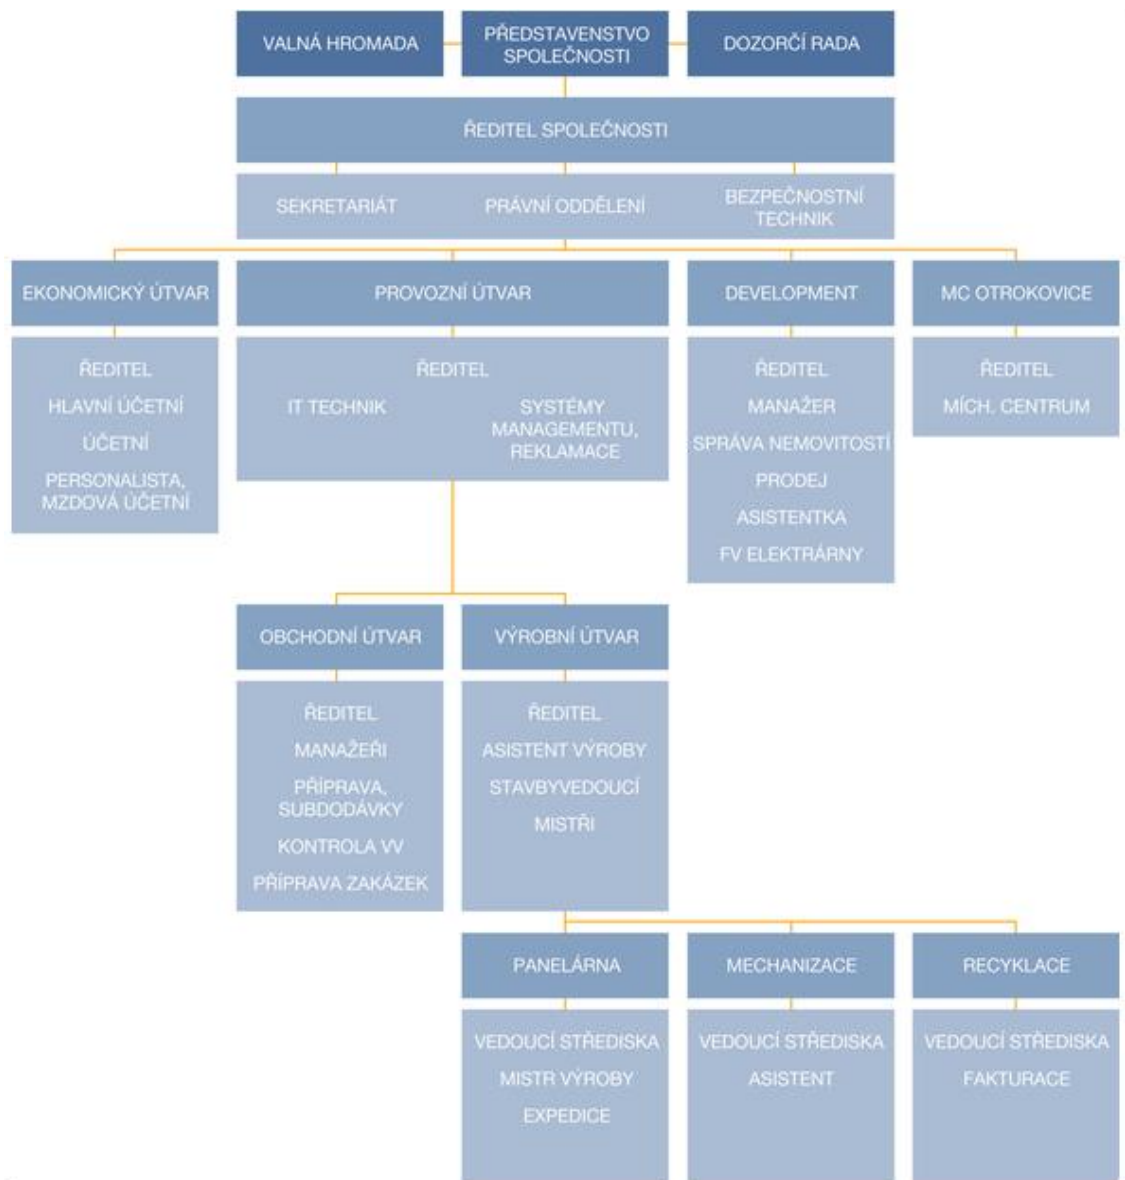 VALNÁ HROMADA
PŘEDSTAVENSTVO
SPOLEČNOSTI
DOZORČÍ RADA
ŘEDITEL SPOLEČNOSTI
SEKRETARIÁT
PRÁVNÍ ODDĚLENÍ
BEZPEČNOSTNÍ
TECHNIK
EKONOMICKÝ ÚTVAR
PROVOZNÍ ÚTVAR
DEVELOPMENT
MC OTROKOVICE
ŘEDITEL
HLAVNÍ ÚČETNÍ
ÚČETNÍ
PERSONALISTA,
MZDOVÁ ÚČETNÍ
ŘEDITEL
IT TECHNIK
SYSTÉMY
MANAGEMENTU,
REKLAMACE
ŘEDITEL
MANAŽER
SPRÁVA NEMOVITOSTÍ
PRODEJ
ASISTENTKA
FV ELEKTRÁRNY
ŘEDITEL
MÍCH. CENTRUM
OBCHODNÍ ÚTVAR
VÝROBNÍ ÚTVAR
ŘEDITEL
MANAŽEŘI
PŘÍPRAVA,
SUBDODÁVKY
KONTROLA VV
PŘÍPRAVA ZAKÁZEK
ŘEDITEL
ASISTENT VÝROBY
STAVBYVEDOUCÍ
MISTŘI
PANELÁRNA
MECHANIZACE
RECYKLACE
VEDOUCÍ STŘEDISKA
MISTR VÝROBY
EXPEDICE
VEDOUCÍ STŘEDISKA
ASISTENT
VEDOUCÍ STŘEDISKA
FAKTURACE